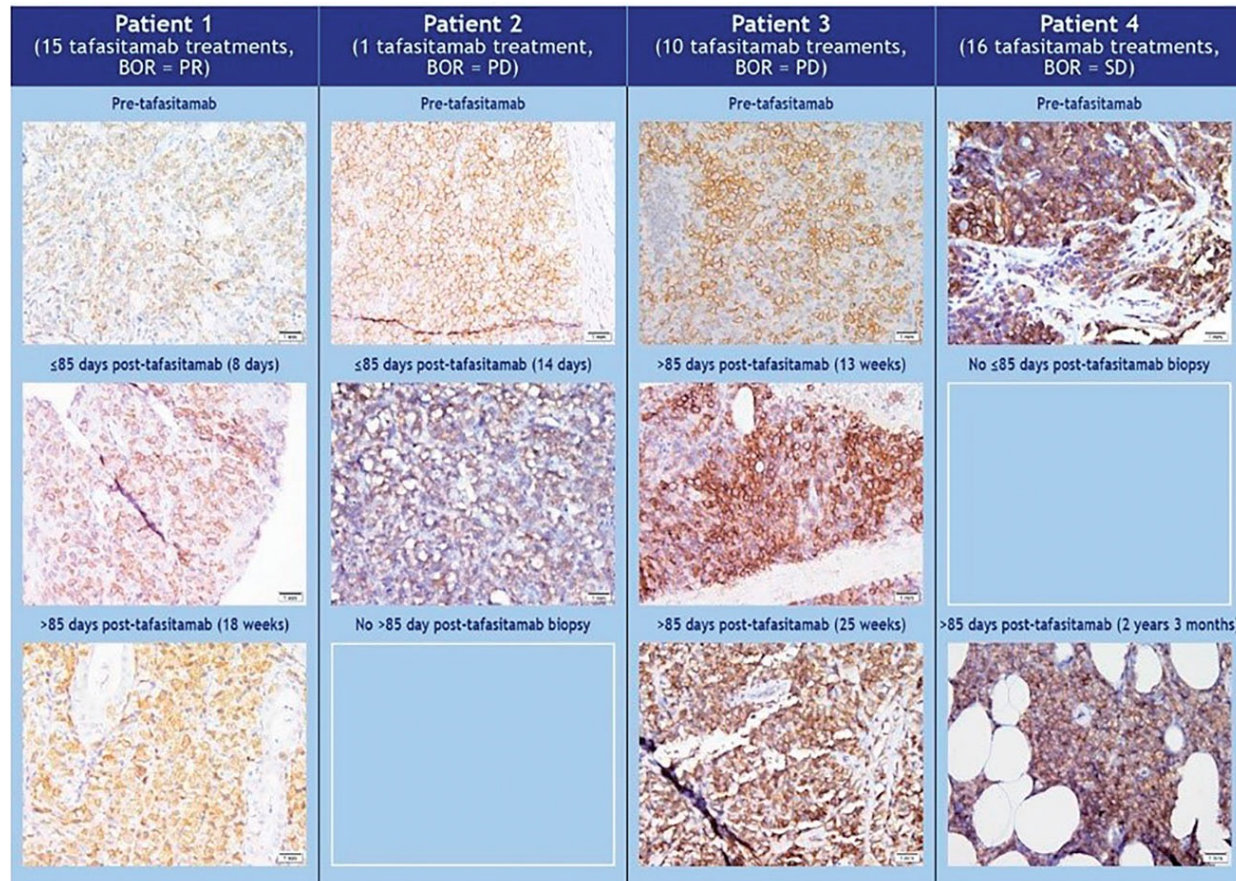 Patient 1
(15 tafasitamab treatments,
BOR = PR)
Patient 2
(1 tafasitamab treatment,
BOR = PD)
Patient 3
(10 tafasitamab treaments,
BOR = PD)
Patient 4
(16 tafasitamab treatments,
BOR = SD)
Pre-tafasitamab
Pre-tafasitamab
Pre-tafasitamab
Pre-tafasitamab
≤85 days post-tafasitamab (8 days)
≤85 days post-tafasitamab (14 days)
>85 days post-tafasitamab (13 weeks)
No ≤85 days post-tafasitamab biopsy
>85 days post-tafasitamab (18 weeks)
No >85 day post-tafasitamab biopsy
>85 days post-tafasitamab (25 weeks)
>85 days post-tafasitamab (2 years 3 months)